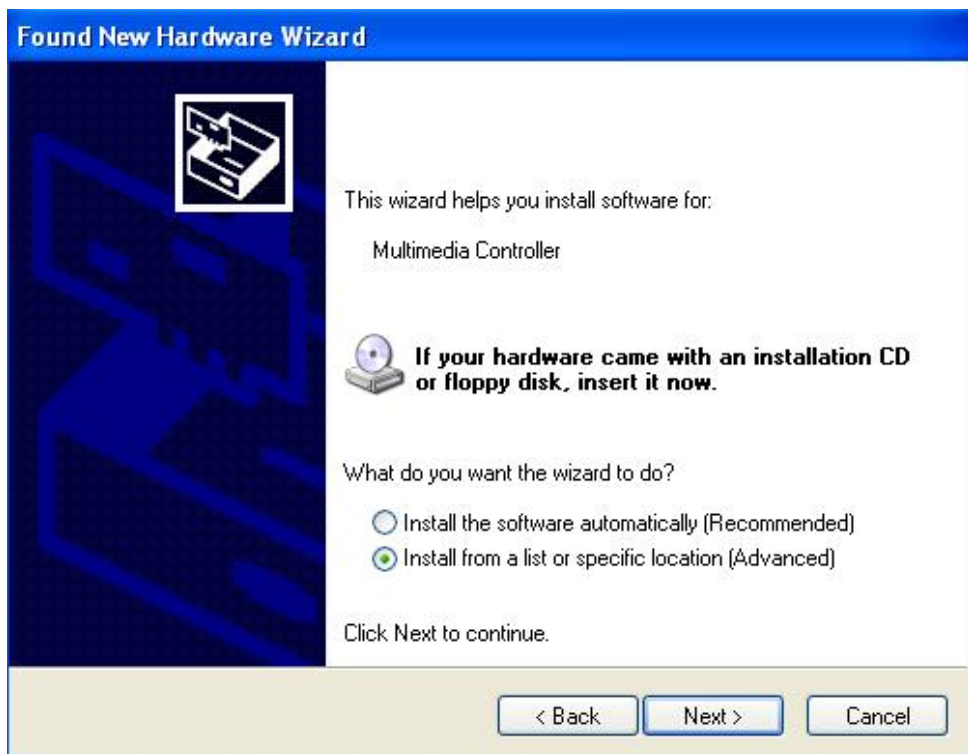 Found New Hardware Wizard
This wizard helps you install software for:
Multimedia Controller
If your hardware came with an installation CD
or floppy disk, insert it now.
What do you want the wizard to do?
Install the software automatically (Recommended)
Install from a list or specific location (Advanced)
Click Next to continue.
< Back Next > Cancel